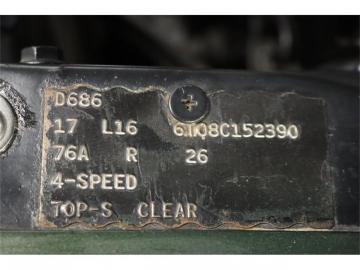 D686
17 L16 6T08C152390
76A R 26
4-SPEED
TOP-S CLEAR